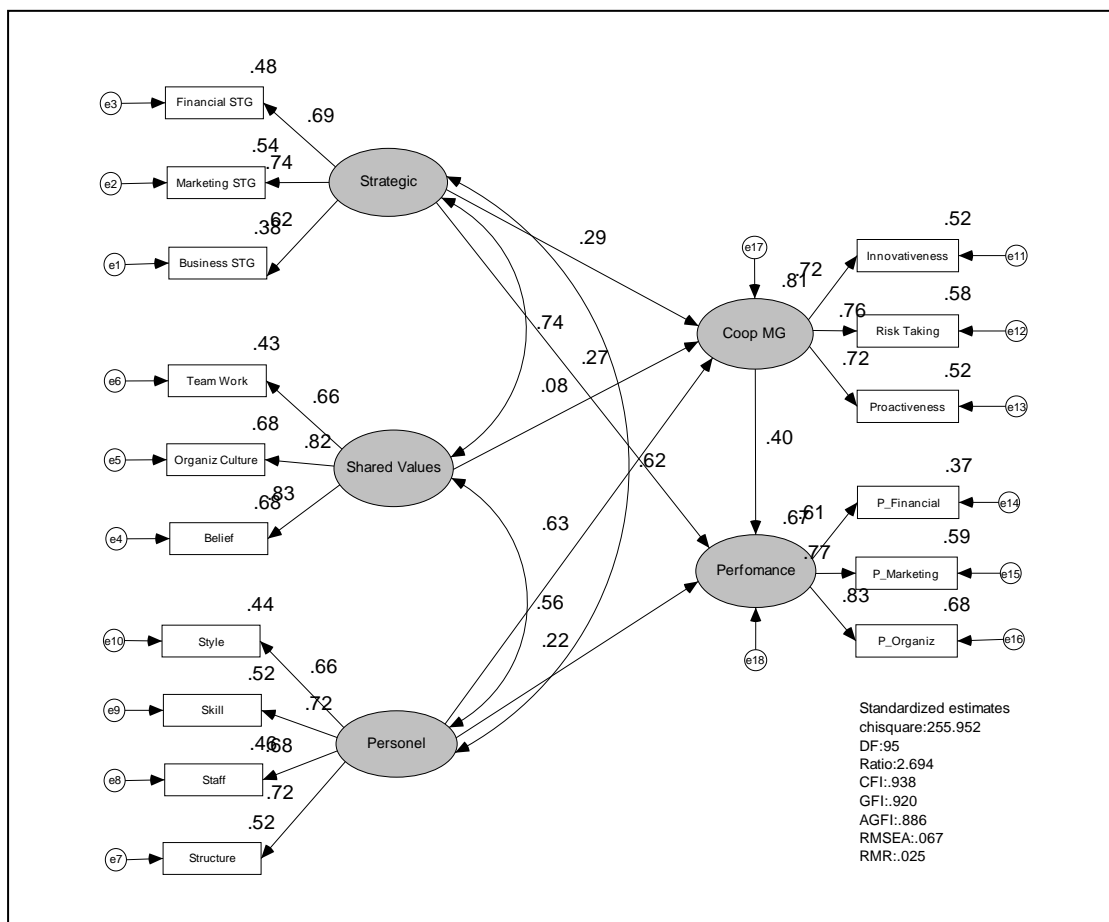 .48
e3
Financial STG
.69
.54
.74
e2
Marketing STG
Strategic
.62
.38
e1
Business STG
.29
e17
.52
.72
.81
Innovativeness
e11
.58
.76
Coop MG
Risk Taking
e12
.74
.27
.72
.52
.43
e6
Team Work
.66
.08
Proactiveness
e13
.68
.82
.40
e5
Organiz Culture
Shared Values
.62
.37
.83
.68
e4
Belief
.63
.61
.67
P_Financial
e14
.59
.77
Perfomance
P_Marketing
e15
.56
.83
.68
.44
e10
Style
.22
e18
P_Organiz
e16
.66
.52
e9
Skill
.72
.46
.68
Personel
e8
Staff
.72
.52
e7
Structure
Standardized estimates
chisquare:255.952
DF:95
Ratio:2.694
CFI:.938
GFI:.920
AGFI:.886
RMSEA:.067
RMR:.025